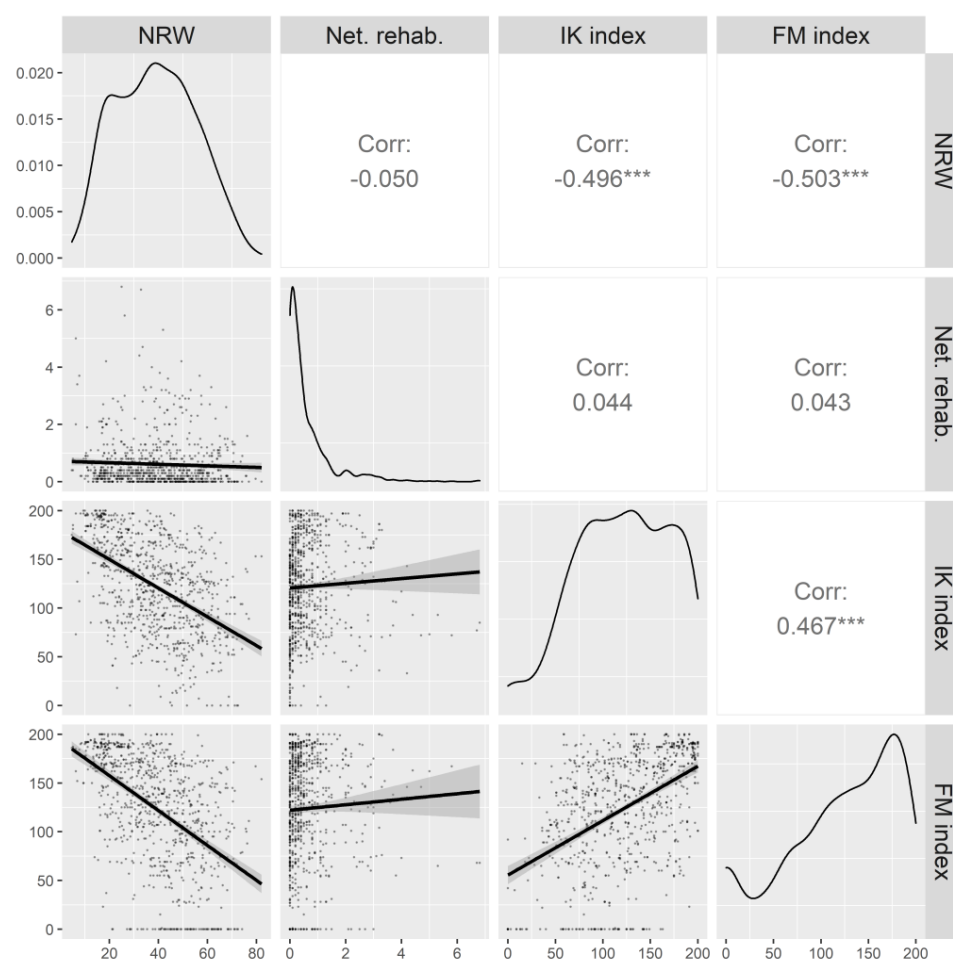 NRW
Net. rehab.
IK index
FM index
0.020
0.015
0.010
0.005
0.000
Corr:
-0.050
Corr:
-0.496***
Corr:
-0.503***
NRW
6
4
2
0
Corr:
0.044
Corr:
0.043
Net. rehab.
200
150
100
50
0
Corr:
0.467***
IK index
200
150
100
50
0
FM index
20 40 60 80
0 2 4 6
0 50 100 150 200
0 50 100 150 200